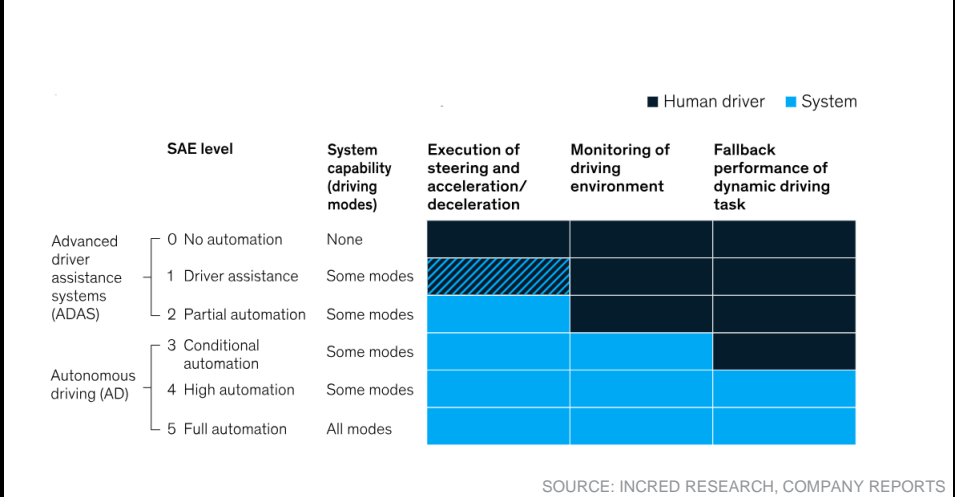 Human driver System
SAE level
System
capability
(driving
modes)
Execution of
steering and
acceleration/
deceleration
Monitoring of
driving
environment
Fallback
performance of
dynamic driving
task
Advanced
driver
assistance
systems
(ADAS)
0 No automation None
1 Driver assistance Some modes
2 Partial automation Some modes
Autonomous
driving (AD)
3 Conditional
automation
Some modes
4 High automation Some modes
5 Full automation All modes
SOURCE: INCRED RESEARCH, COMPANY REPORTS